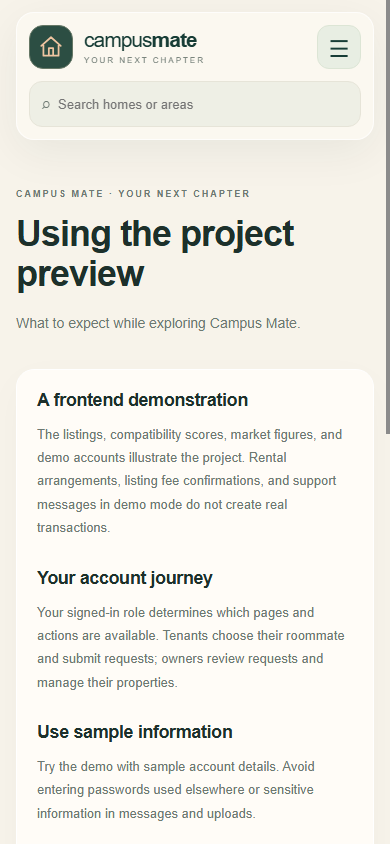 campusmate
YOUR NEXT CHAPTER
Search homes or areas
CAMPUS MATE · YOUR NEXT CHAPTER
Using the project
preview
What to expect while exploring Campus Mate.
A frontend demonstration
The listings, compatibility scores, market figures, and
demo accounts illustrate the project. Rental
arrangements, listing fee confirmations, and support
messages in demo mode do not create real
transactions.
Your account journey
Your signed-in role determines which pages and
actions are available. Tenants choose their roommate
and submit requests; owners review requests and
manage their properties.
Use sample information
Try the demo with sample account details. Avoid
entering passwords used elsewhere or sensitive
information in messages and uploads.